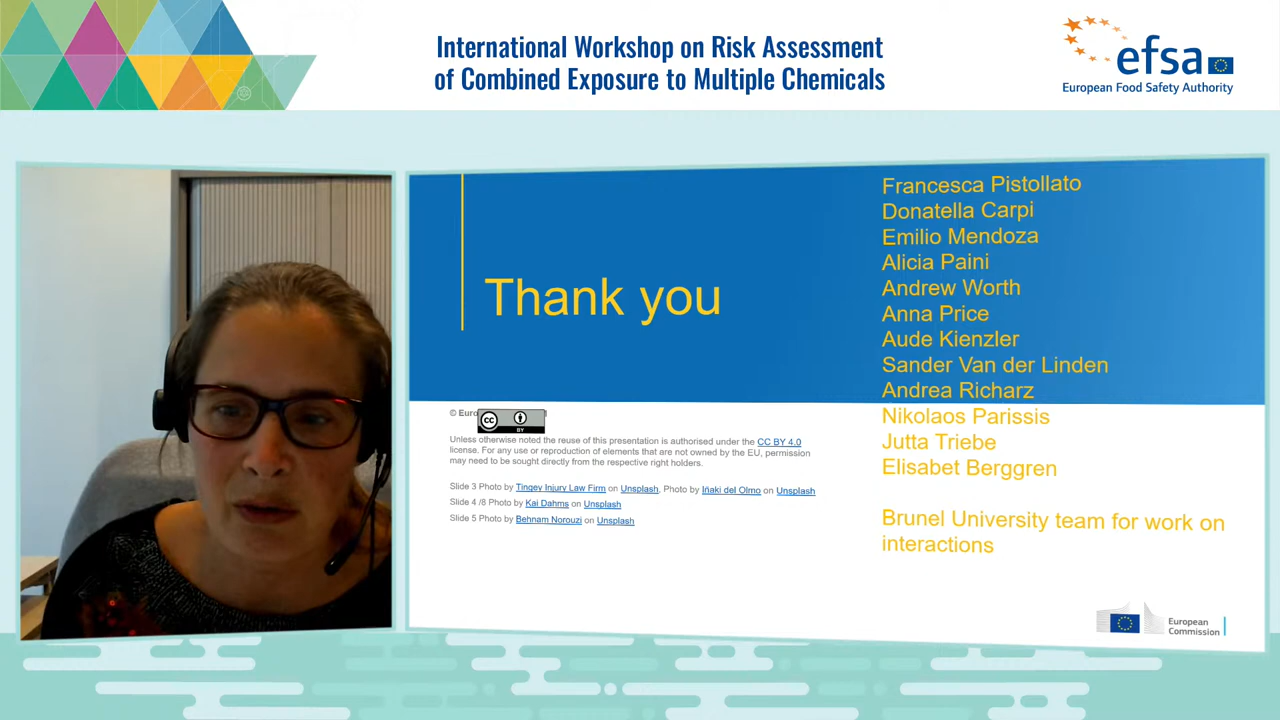 International Workshop on Risk Assessment
of Combined Exposure to Multiple Chemicals
efsa
European Food Safety Authority
Thank you
Francesca Pistollato
Donatella Carpi
Emilio Mendoza
Alicia Paini
Andrew Worth
Anna Price
Aude Kienzler
Sander Van der Linden
Andrea Richarz
Nikolaos Parissis
Jutta Triebe
Elisabet Berggren
Brunel University team for work on
interactions
©
cc
BY
Unless otherwise noted the reuse of this presentation is authorised under the CC BY 4.0
license. For any use or reproduction of elements that are not owned by the EU, permission
may need to be sought directly from the respective right holders.
Slide 3 Photo by Tingey Injury Law Firm on Unsplash, Photo by Iñaki del Olmo on Unsplash
Slide 4 /8 Photo by Kai Dahms on Unsplash
Slide 5 Photo by Behnam Norouzi on Unsplash
European
Commission